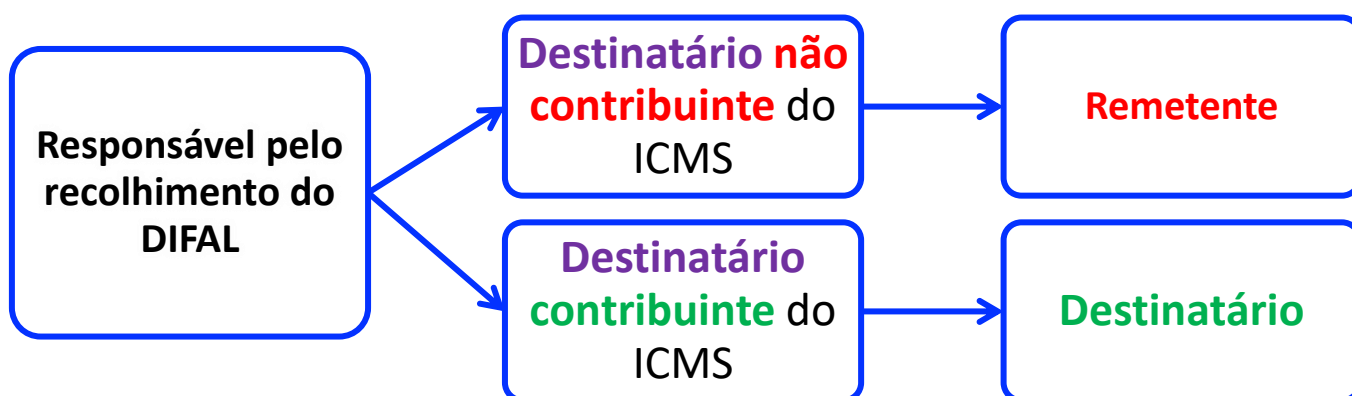 Responsável pelo
recolhimento do
DIFAL
Destinatário não
contribuinte do
ICMS
Remetente
Destinatário
contribuinte do
ICMS
Destinatário